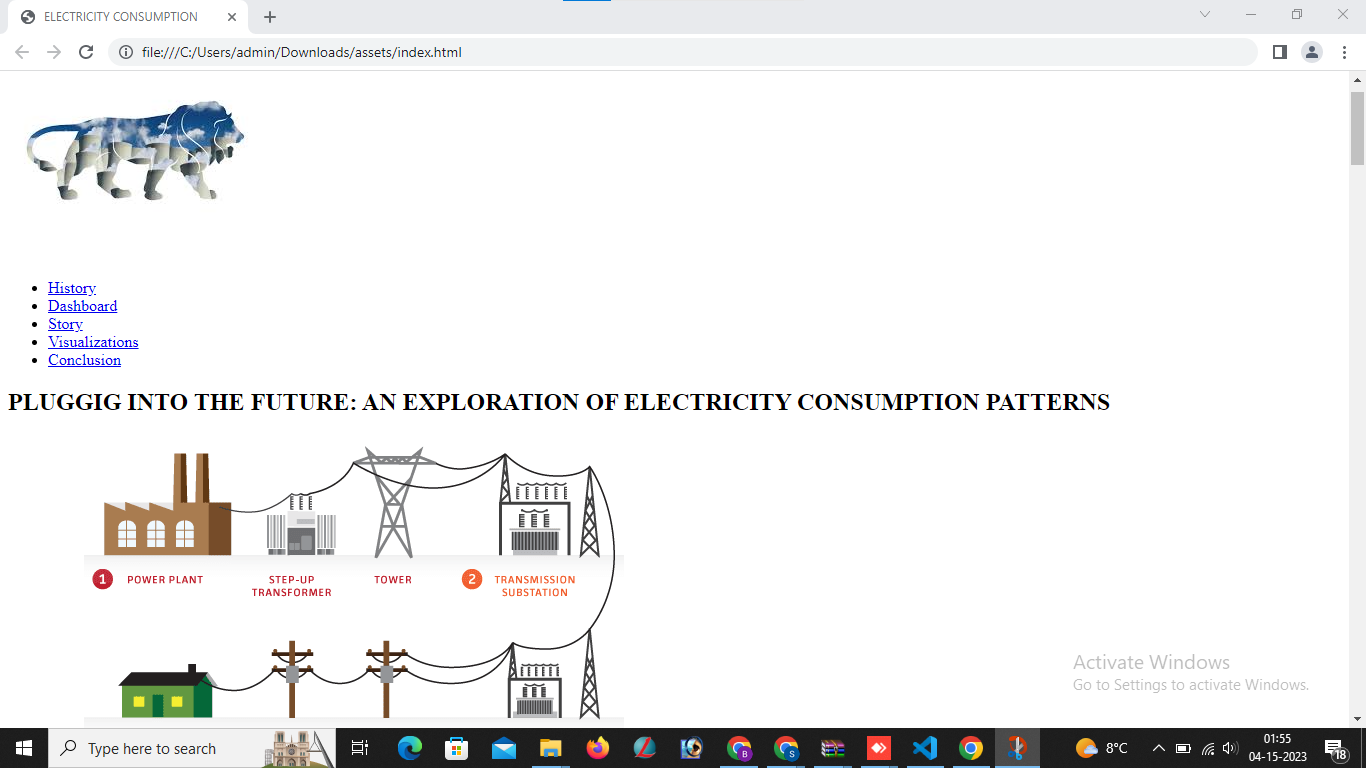 ELECTRICITY CONSUMPTION
file:///C:/Users/admin/Downloads/assets/index.html
History
Dashboard
Story
Visualizations
Conclusion
PLUGGIG INTO THE FUTURE: AN EXPLORATION OF ELECTRICITY CONSUMPTION PATTERNS
1 POWER PLANT
STEP-UP
TRANSFORMER
TOWER
2 TRANSMISSION
SUBSTATION
Activate Windows
Go to Settings to activate Windows.
Type here to search
B
S
8°C
01:55
04-15-2023
18